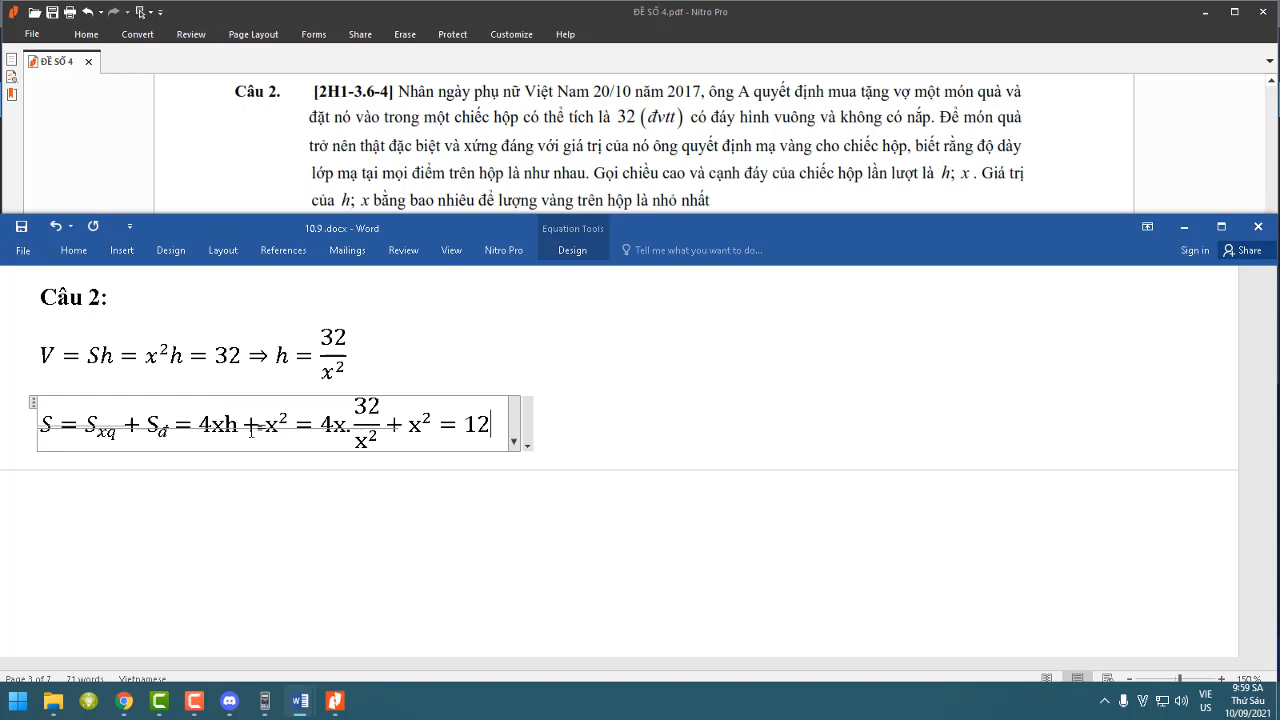 ĐỀ SỐ 4.pdf - Nitro Pro
File Home Convert Review Page Layout Forms Share Erase Protect Customize Help
ĐỀ SỐ 4
Câu 2. [2H1-3.6-4] Nhân ngày phụ nữ Việt Nam 20/10 năm 2017, ông A quyết định mua tặng vợ một món quà và
đặt nó vào trong một chiếc hộp có thể tích là 32 (đvtt) có đáy hình vuông và không có nắp. Để món quà
trở nên thật đặc biệt và xứng đáng với giá trị của nó ông quyết định mạ vàng cho chiếc hộp, biết rằng độ dày
lớp mạ tại mọi điểm trên hộp là như nhau. Gọi chiều cao và cạnh đáy của chiếc hộp lần lượt là h; x . Giá trị
của h; x bằng bao nhiêu để lượng vàng trên hộp là nhỏ nhất
10.9 .docx - Word Equation Tools
File Home Insert Design Layout References Mailings Review View Nitro Pro Design Tell me what you want to do... Sign in Share
Câu 2:
V = Sh = x²h = 32 ⇒ h = 32/x²
S = Sxq + Sđ = 4xh + x² = 4x. 32/x² + x² = 12
Page 3 of 7 71 words Vietnamese 150 %
VIE 9:59 SA
US Thứ Sáu
10/09/2021